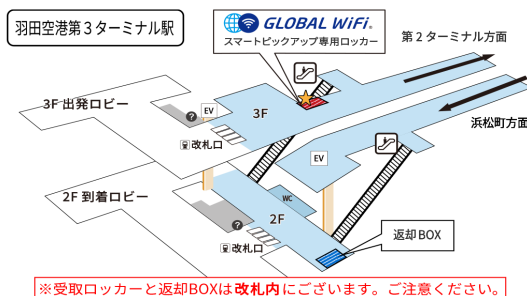 羽田空港第3ターミナル駅
GLOBAL WiFi®
スマートピックアップ専用ロッカー
第2ターミナル方面
3F 出発ロビー
EV
3F
?
改札口
浜松町方面
EV
2F 到着ロビー
WC
2F
?
改札口
返却BOX
※受取ロッカーと返却BOXは改札内にございます。ご注意ください。